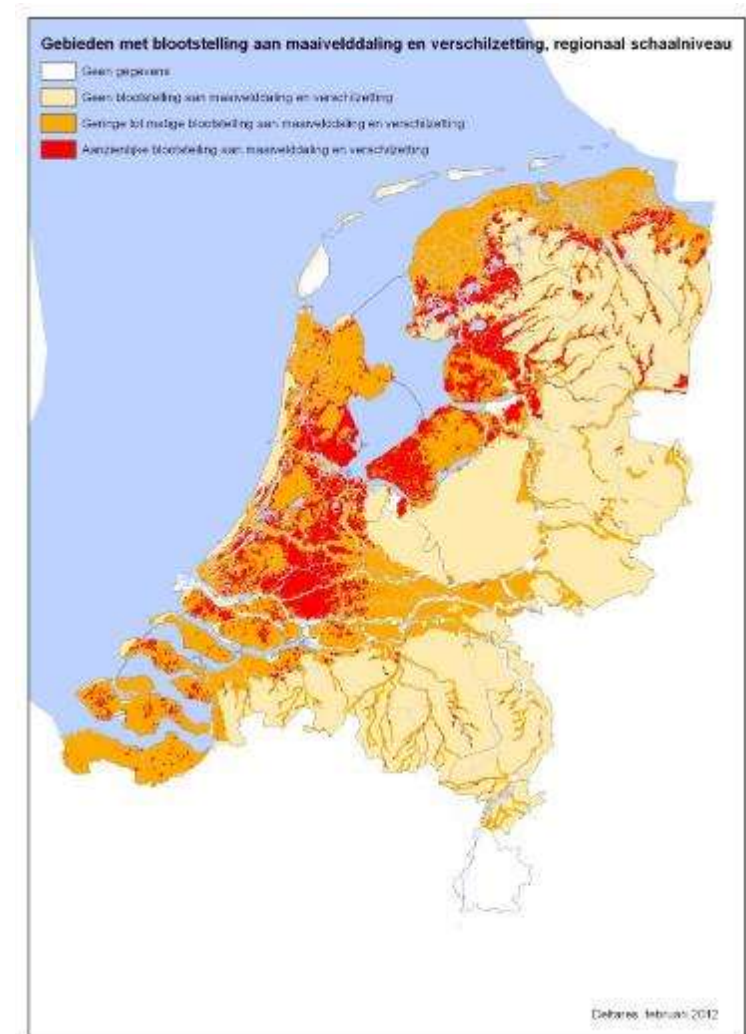 Gebieden met blootstelling aan maaivelddaling en verschilzetting, regionaal schaalniveau
Geen gegevens
Geen blootstelling aan maaivelddaling en verschilzetting
Geringe tot matige blootstelling aan maaivelddaling en verschilzetting
Aanzienlijke blootstelling aan maaivelddaling en verschilzetting
Deltares, februari 2012